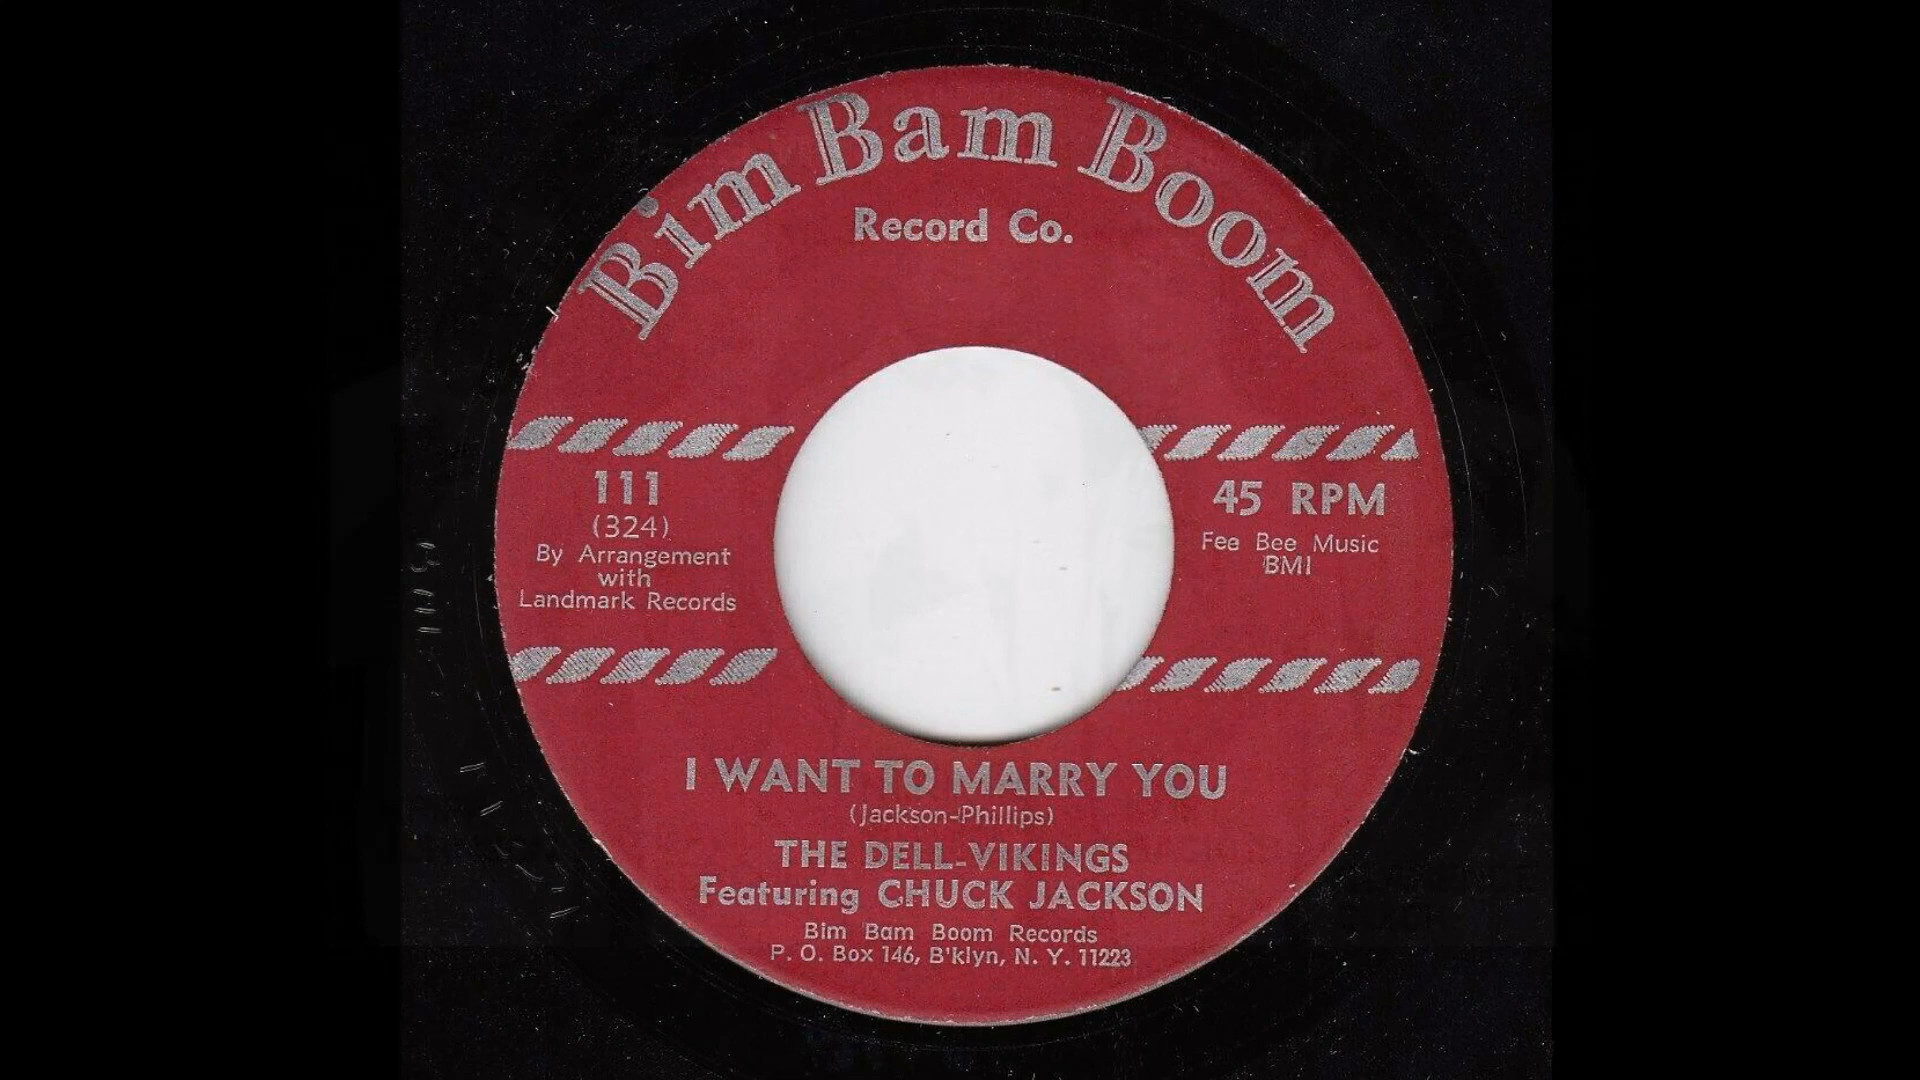 Bim Bam Boom
Record Co.
111
(324)
By Arrangement
with
Landmark Records
45 RPM
Fee Bee Music
BMI
I WANT TO MARRY YOU
(Jackson-Phillips)
THE DELL-VIKINGS
Featuring CHUCK JACKSON
Bim Bam Boom Records
P. O. Box 146, B'klyn, N. Y. 11223